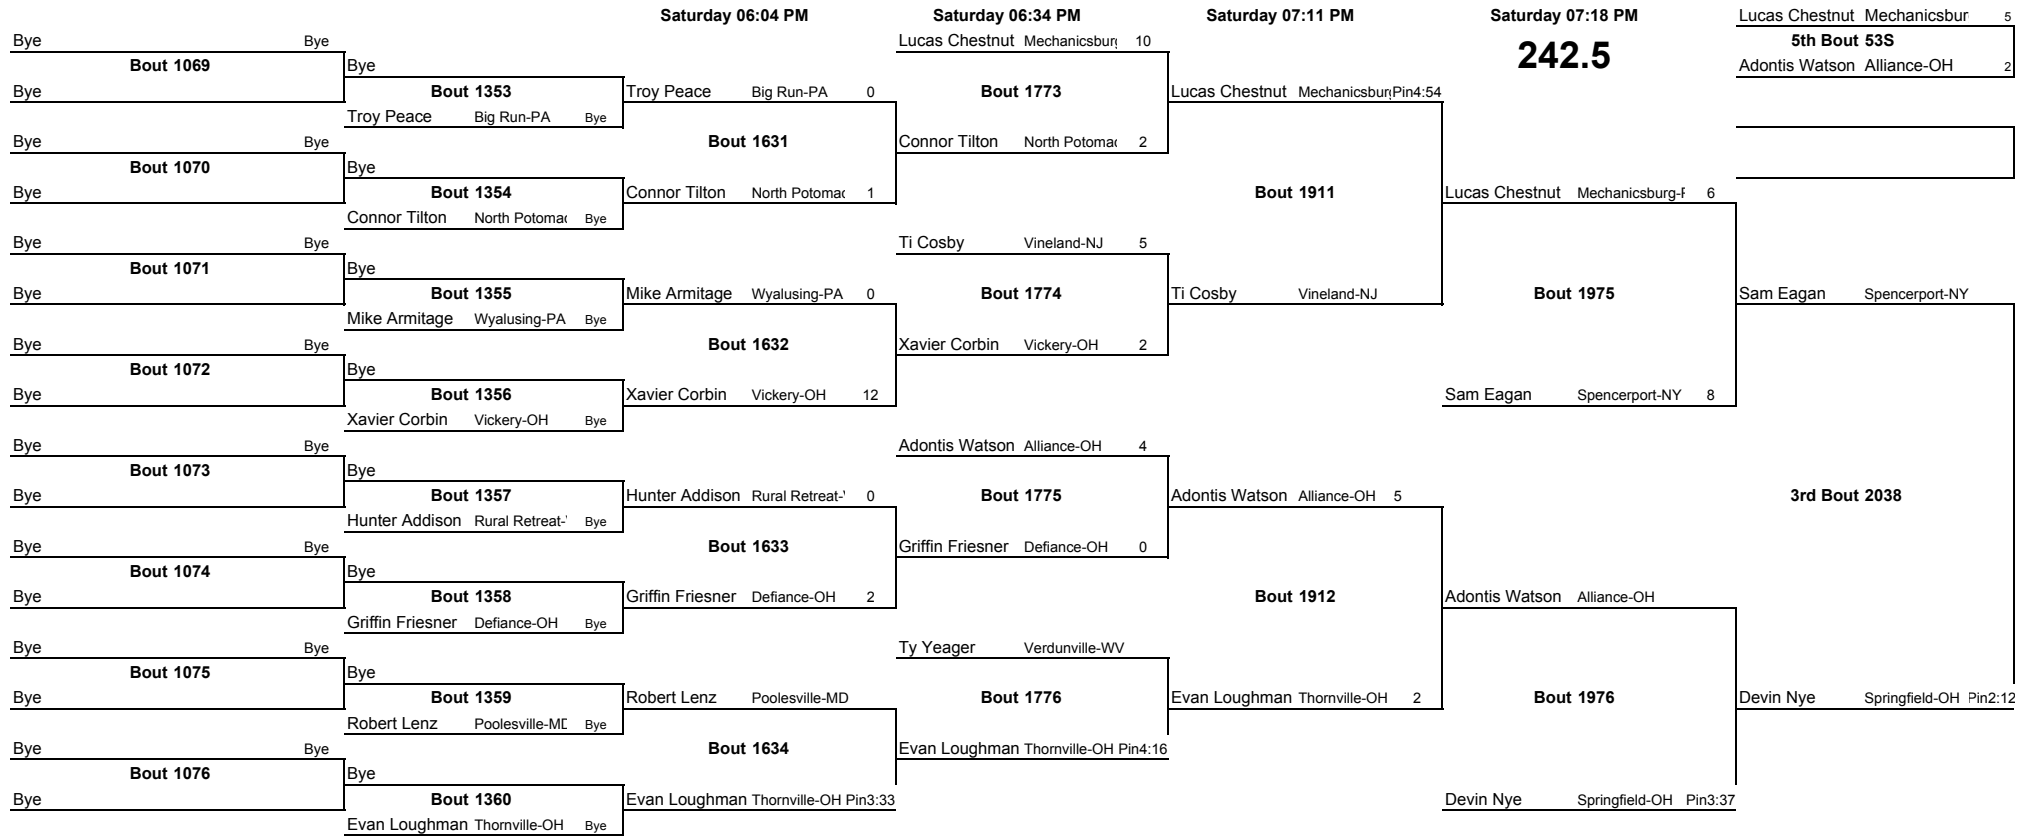 Saturday 06:04 PM Saturday 06:34 PM Saturday 07:11 PM Saturday 07:18 PM Lucas Chestnut Mechanicsbur 5
Bye Bye Lucas Chestnut Mechanicsburg 10 242.5 5th Bout 53S
Bout 1069 Bye Adontis Watson Alliance-OH 2
Bye Bout 1353 Troy Peace Big Run-PA 0 Bout 1773 Lucas Chestnut Mechanicsburg Pin4:54
Troy Peace Big Run-PA Bye
Bye Bye Bout 1631 Connor Tilton North Potomac 2
Bout 1070 Bye
Bye Bout 1354 Connor Tilton North Potomac 1 Bout 1911 Lucas Chestnut Mechanicsburg-P 6
Connor Tilton North Potomac Bye
Bye Bye Ti Cosby Vineland-NJ 5
Bout 1071 Bye
Bye Bout 1355 Mike Armitage Wyalusing-PA 0 Bout 1774 Ti Cosby Vineland-NJ Bout 1975 Sam Eagan Spencerport-NY
Mike Armitage Wyalusing-PA Bye
Bye Bye Bout 1632 Xavier Corbin Vickery-OH 2
Bout 1072 Bye
Bye Bout 1356 Xavier Corbin Vickery-OH 12 Sam Eagan Spencerport-NY 8
Xavier Corbin Vickery-OH Bye
Bye Bye Adontis Watson Alliance-OH 4
Bout 1073 Bye
Bye Bout 1357 Hunter Addison Rural Retreat-V 0 Bout 1775 Adontis Watson Alliance-OH 5 3rd Bout 2038
Hunter Addison Rural Retreat-V Bye
Bye Bye Bout 1633 Griffin Friesner Defiance-OH 0
Bout 1074 Bye
Bye Bout 1358 Griffin Friesner Defiance-OH 2 Bout 1912 Adontis Watson Alliance-OH
Griffin Friesner Defiance-OH Bye
Bye Bye Ty Yeager Verdunville-WV
Bout 1075 Bye
Bye Bout 1359 Robert Lenz Poolesville-MD Bout 1776 Evan Loughman Thornville-OH 2 Bout 1976 Devin Nye Springfield-OH Pin2:12
Robert Lenz Poolesville-MD Bye
Bye Bye Bout 1634 Evan Loughman Thornville-OH Pin4:16
Bout 1076 Bye
Bye Bout 1360 Evan Loughman Thornville-OH Pin3:33 Devin Nye Springfield-OH Pin3:37
Evan Loughman Thornville-OH Bye